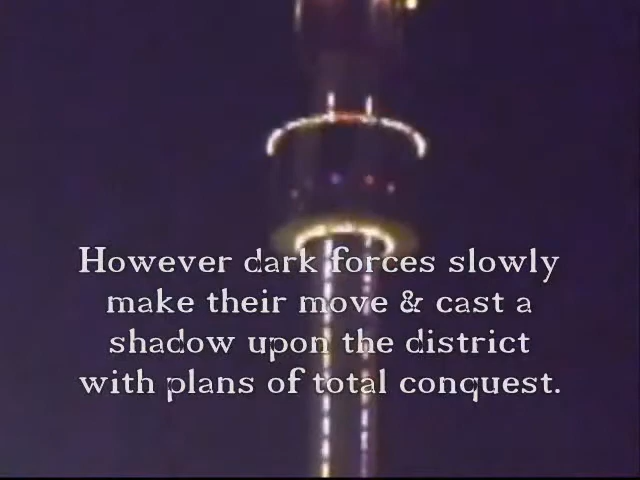 However dark forces slowly
make their move & cast a
shadow upon the district
with plans of total conquest.